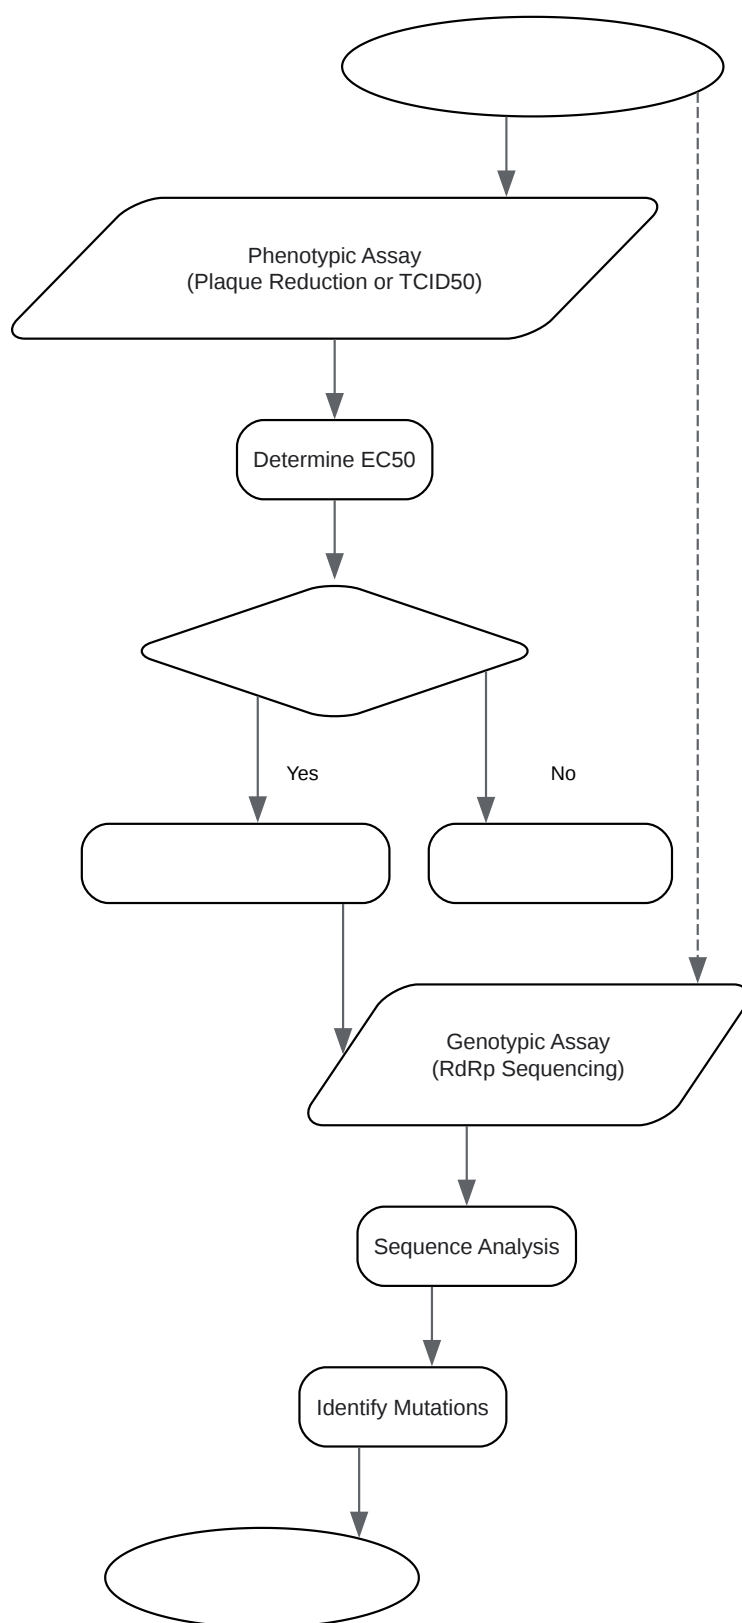 Phenotypic Assay
(Plaque Reduction or TCID50)
Determine EC50
Yes
No
Genotypic Assay
(RdRp Sequencing)
Sequence Analysis
Identify Mutations